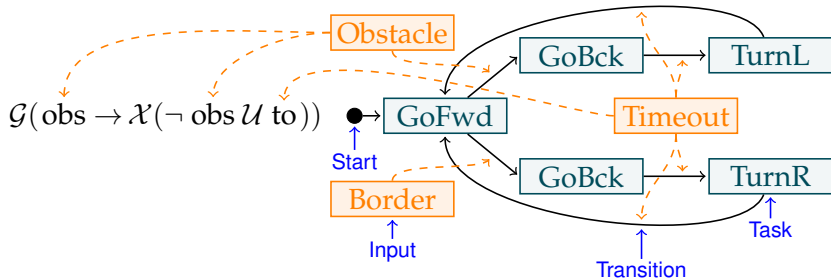 Obstacle
GoBck
TurnL
𝒢( obs → 𝒳(¬ obs 𝒰 to))
GoFwd
Timeout
Start
Border
GoBck
TurnR
Input
Transition
Task